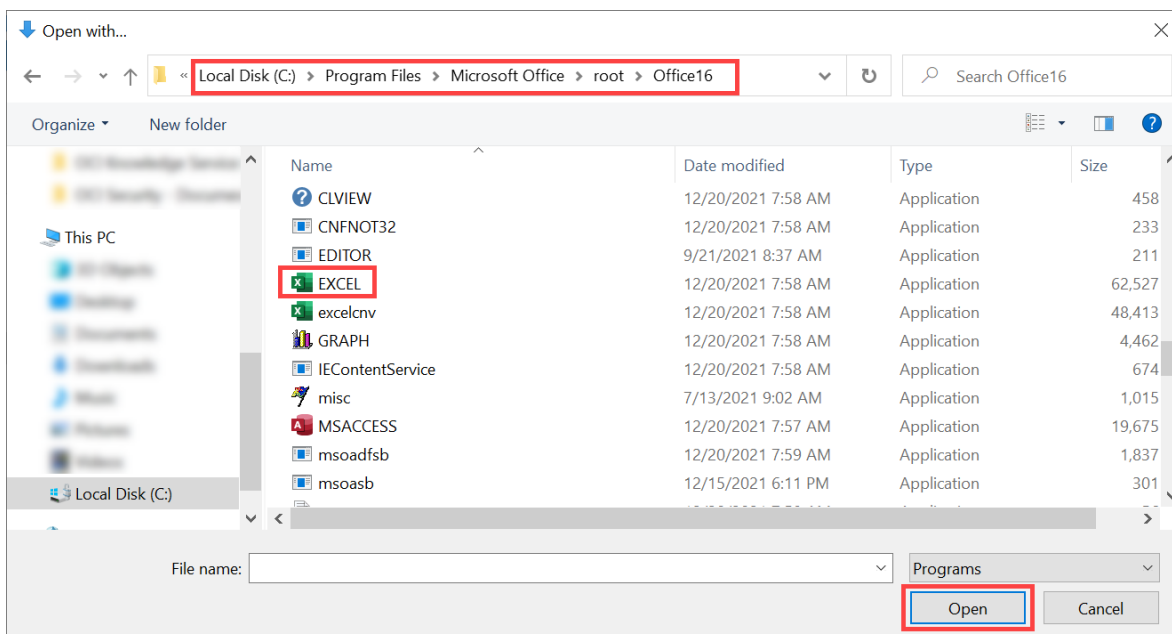 Open with...
« Local Disk (C:) > Program Files > Microsoft Office > root > Office16
Search Office16
Organize
New folder
Name Date modified Type Size
CLVIEW 12/20/2021 7:58 AM Application 458
CNFNOT32 12/20/2021 7:58 AM Application 233
EDITOR 9/21/2021 8:37 AM Application 211
EXCEL 12/20/2021 7:58 AM Application 62,527
excelcnv 12/20/2021 7:58 AM Application 48,413
GRAPH 12/20/2021 7:58 AM Application 4,462
IEContentService 12/20/2021 7:58 AM Application 674
misc 7/13/2021 9:02 AM Application 1,015
MSACCESS 12/20/2021 7:57 AM Application 19,675
msoadfsb 12/20/2021 7:59 AM Application 1,837
msoasb 12/15/2021 6:11 PM Application 301
This PC
Local Disk (C:)
File name:
Programs
Open
Cancel